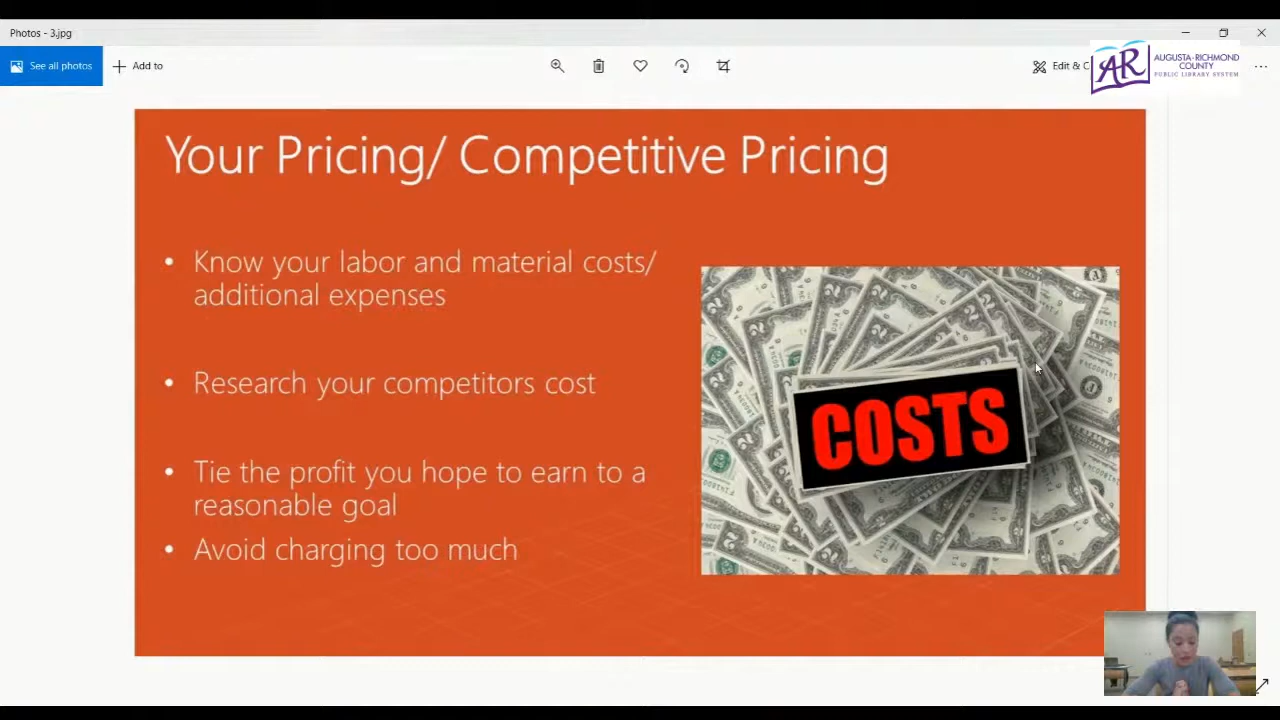 Photos - 3.jpg
See all photos
Add to
Edit & C
AR
AUGUSTA-RICHMOND
COUNTY
PUBLIC LIBRARY SYSTEM
Your Pricing/ Competitive Pricing
• Know your labor and material costs/
additional expenses
• Research your competitors cost
• Tie the profit you hope to earn to a
reasonable goal
• Avoid charging too much
COSTS